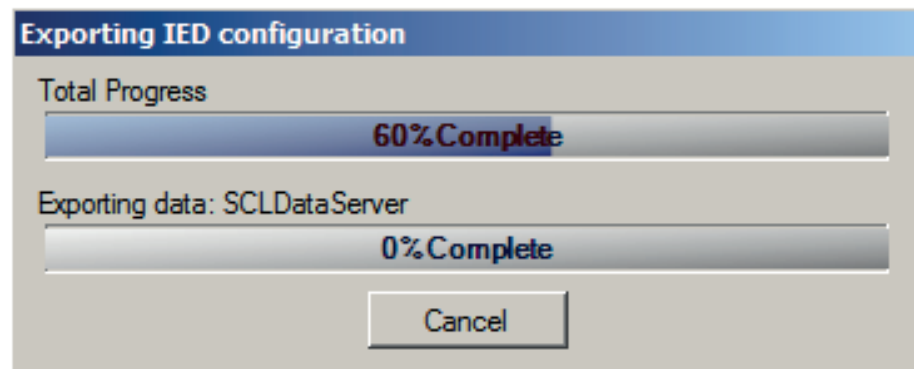 Exporting IED configuration
Total Progress
60% Complete
Exporting data: SCLDataServer
0% Complete
Cancel